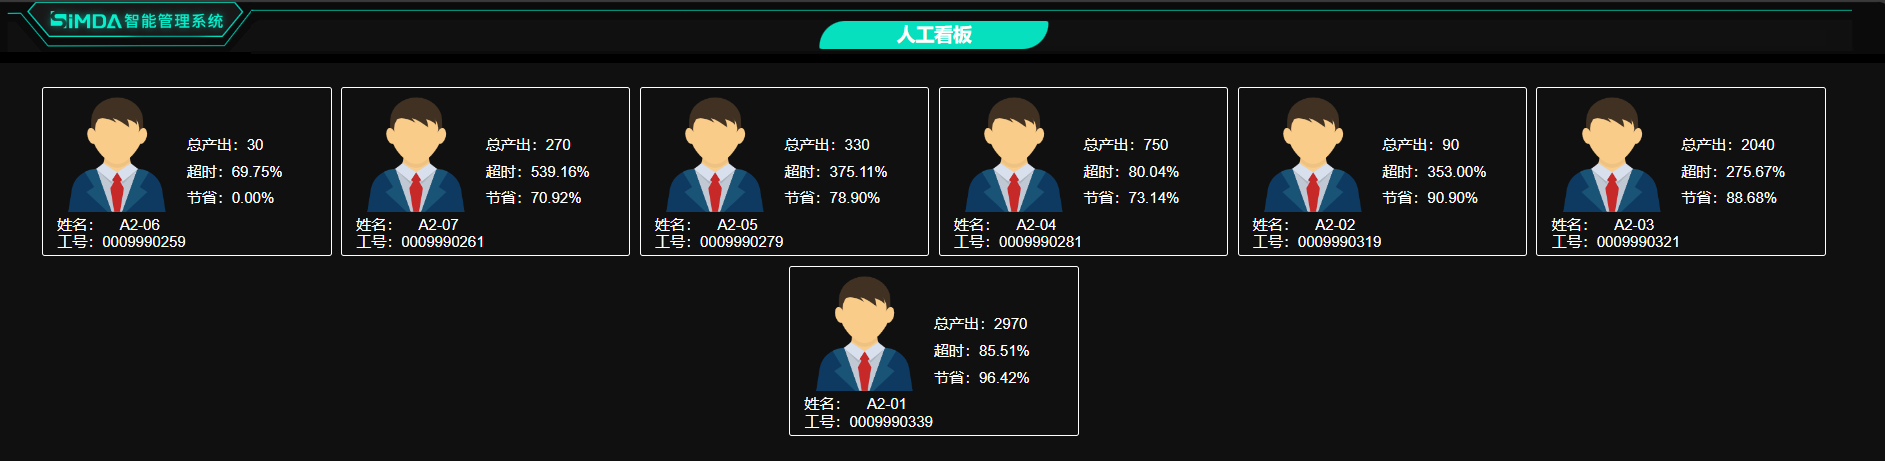 SiMDA 智能管理系统
人工看板
总产出：30
超时：69.75%
节省：0.00%
姓名： A2-06
工号：0009990259
总产出：270
超时：539.16%
节省：70.92%
姓名： A2-07
工号：0009990261
总产出：330
超时：375.11%
节省：78.90%
姓名： A2-05
工号：0009990279
总产出：750
超时：80.04%
节省：73.14%
姓名： A2-04
工号：0009990281
总产出：90
超时：353.00%
节省：90.90%
姓名： A2-02
工号：0009990319
总产出：2040
超时：275.67%
节省：88.68%
姓名： A2-03
工号：0009990321
总产出：2970
超时：85.51%
节省：96.42%
姓名： A2-01
工号：0009990339